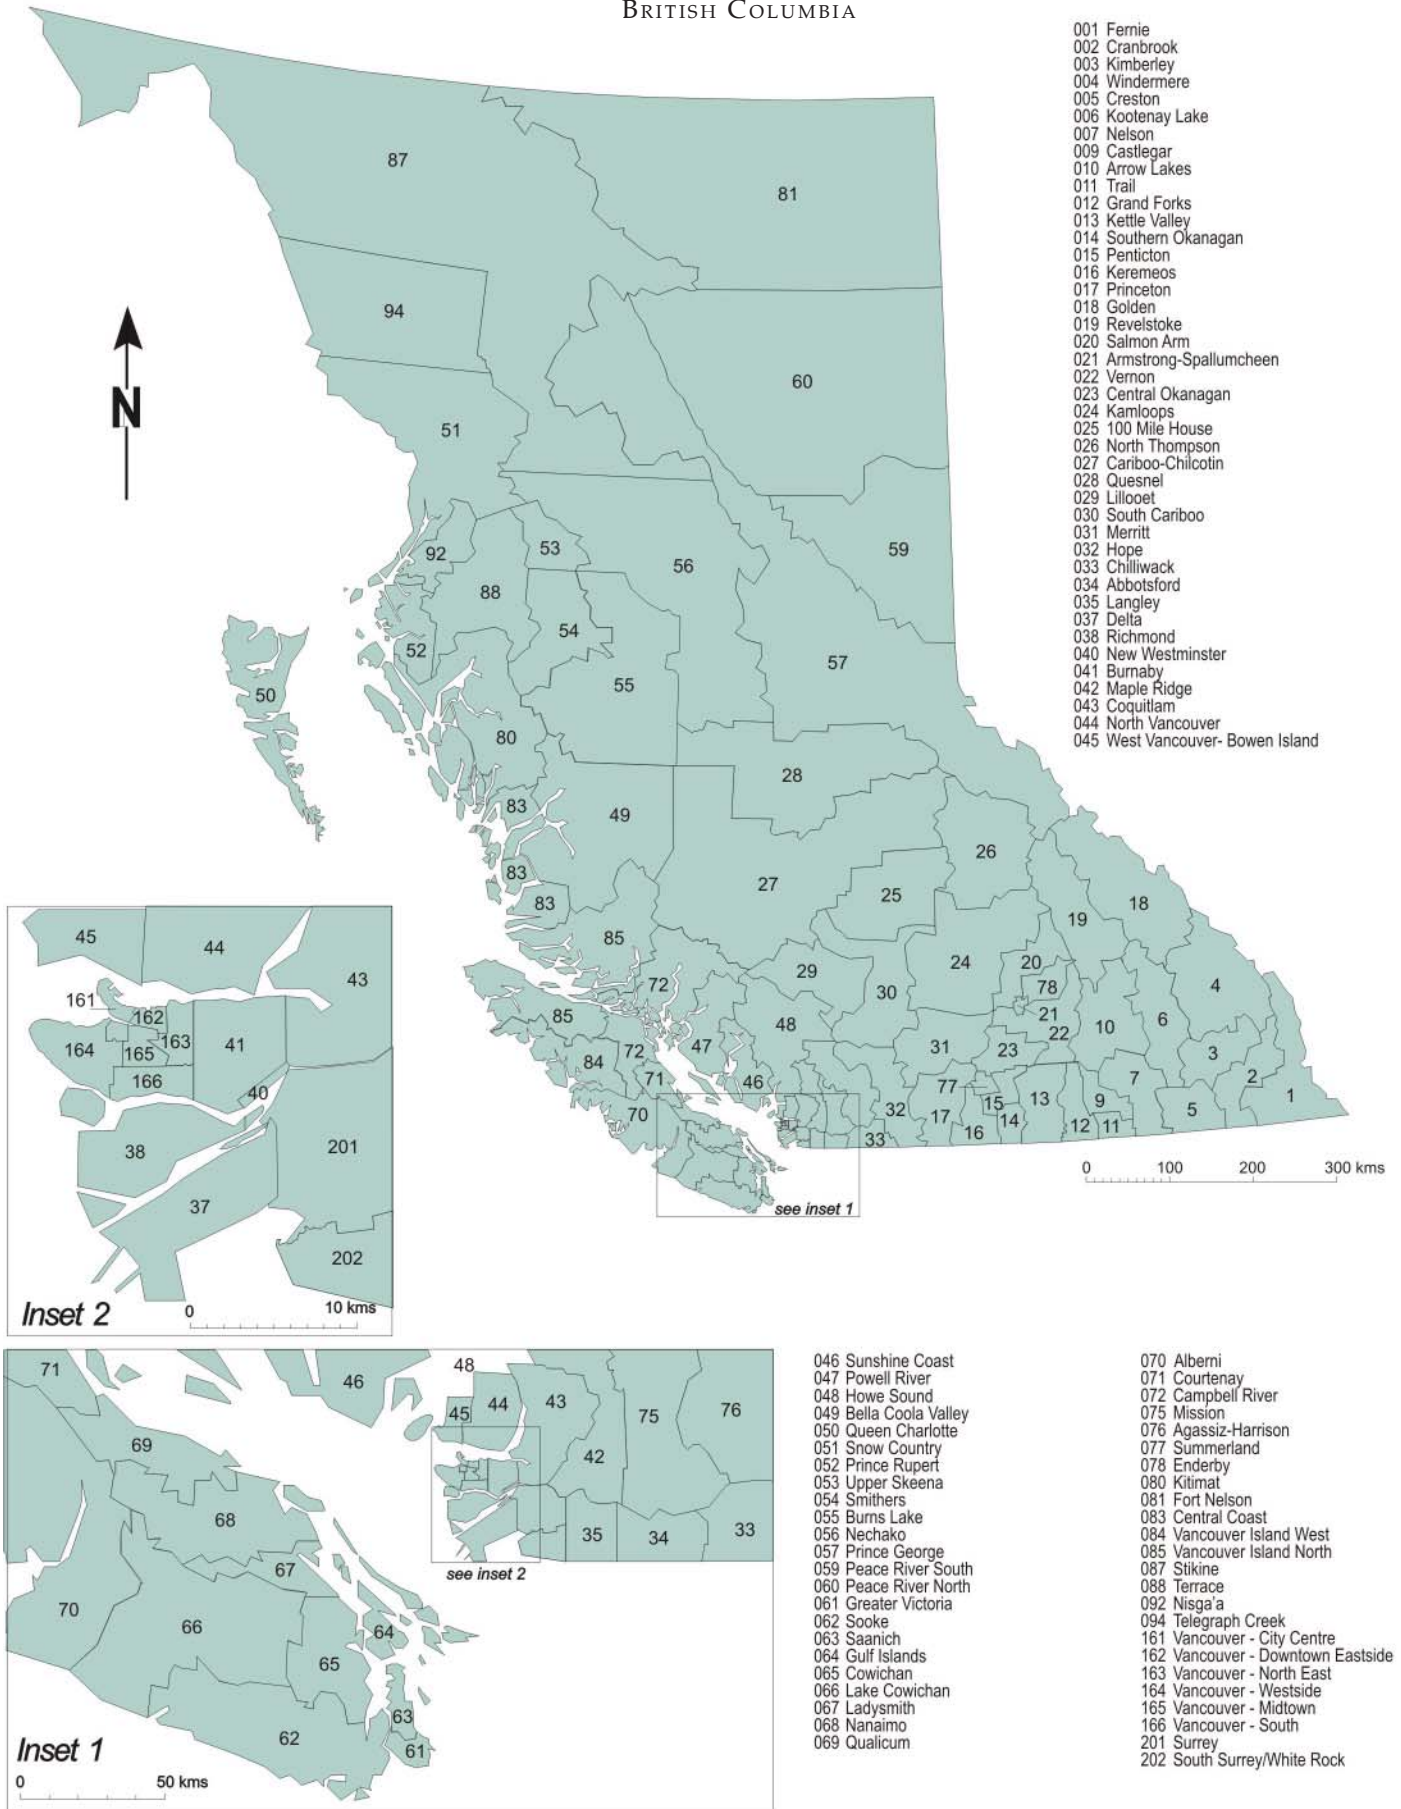 BRITISH COLUMBIA
001 Fernie
002 Cranbrook
003 Kimberley
004 Windermere
005 Creston
006 Kootenay Lake
007 Nelson
009 Castlegar
010 Arrow Lakes
011 Trail
012 Grand Forks
013 Kettle Valley
014 Southern Okanagan
015 Penticton
016 Keremeos
017 Princeton
018 Golden
019 Revelstoke
020 Salmon Arm
021 Armstrong-Spallumcheen
022 Vernon
023 Central Okanagan
024 Kamloops
025 100 Mile House
026 North Thompson
027 Cariboo-Chilcotin
028 Quesnel
029 Lillooet
030 South Cariboo
031 Merritt
032 Hope
033 Chilliwack
034 Abbotsford
035 Langley
037 Delta
038 Richmond
040 New Westminster
041 Burnaby
042 Maple Ridge
043 Coquitlam
044 North Vancouver
045 West Vancouver- Bowen Island
87
81
94
N
60
51
92
53
56
59
88
54
52
57
50
55
80
28
83
49
26
83
27
25
83
18
19
85
24
20
29
72
78
4
30
85
48
21
10
6
22
47
31
23
3
84
72
71
46
77
7
2
70
32
17
15
13
9
5
1
14
16
12
11
33
0 100 200 300 kms
see inset 1
45
44
43
161
162
163
41
164
165
166
40
38
201
37
202
Inset 2
0 10 kms
71
46
48
45
44
43
75
76
69
42
68
35
34
33
see inset 2
67
70
66
64
65
63
62
61
Inset 1
0 50 kms
046 Sunshine Coast
047 Powell River
048 Howe Sound
049 Bella Coola Valley
050 Queen Charlotte
051 Snow Country
052 Prince Rupert
053 Upper Skeena
054 Smithers
055 Burns Lake
056 Nechako
057 Prince George
059 Peace River South
060 Peace River North
061 Greater Victoria
062 Sooke
063 Saanich
064 Gulf Islands
065 Cowichan
066 Lake Cowichan
067 Ladysmith
068 Nanaimo
069 Qualicum
070 Alberni
071 Courtenay
072 Campbell River
075 Mission
076 Agassiz-Harrison
077 Summerland
078 Enderby
080 Kitimat
081 Fort Nelson
083 Central Coast
084 Vancouver Island West
085 Vancouver Island North
087 Stikine
088 Terrace
092 Nisga'a
094 Telegraph Creek
161 Vancouver - City Centre
162 Vancouver - Downtown Eastside
163 Vancouver - North East
164 Vancouver - Westside
165 Vancouver - Midtown
166 Vancouver - South
201 Surrey
202 South Surrey/White Rock